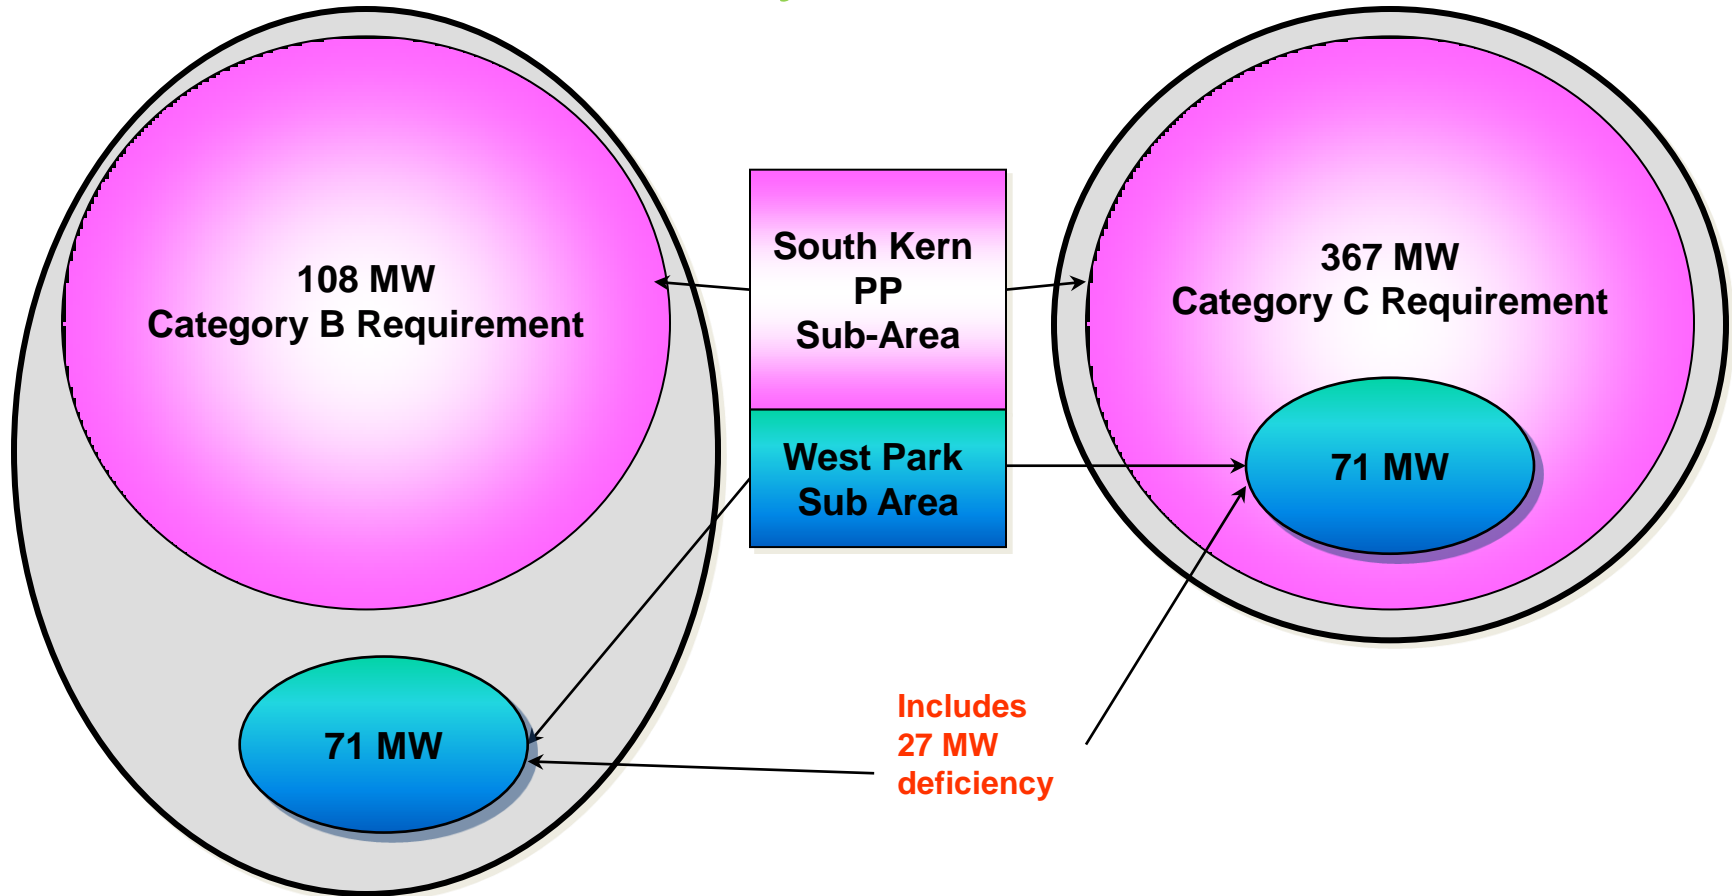 108 MW
Category B Requirement
South Kern
PP
Sub-Area
West Park
Sub Area
367 MW
Category C Requirement
71 MW
71 MW
Includes
27 MW
deficiency